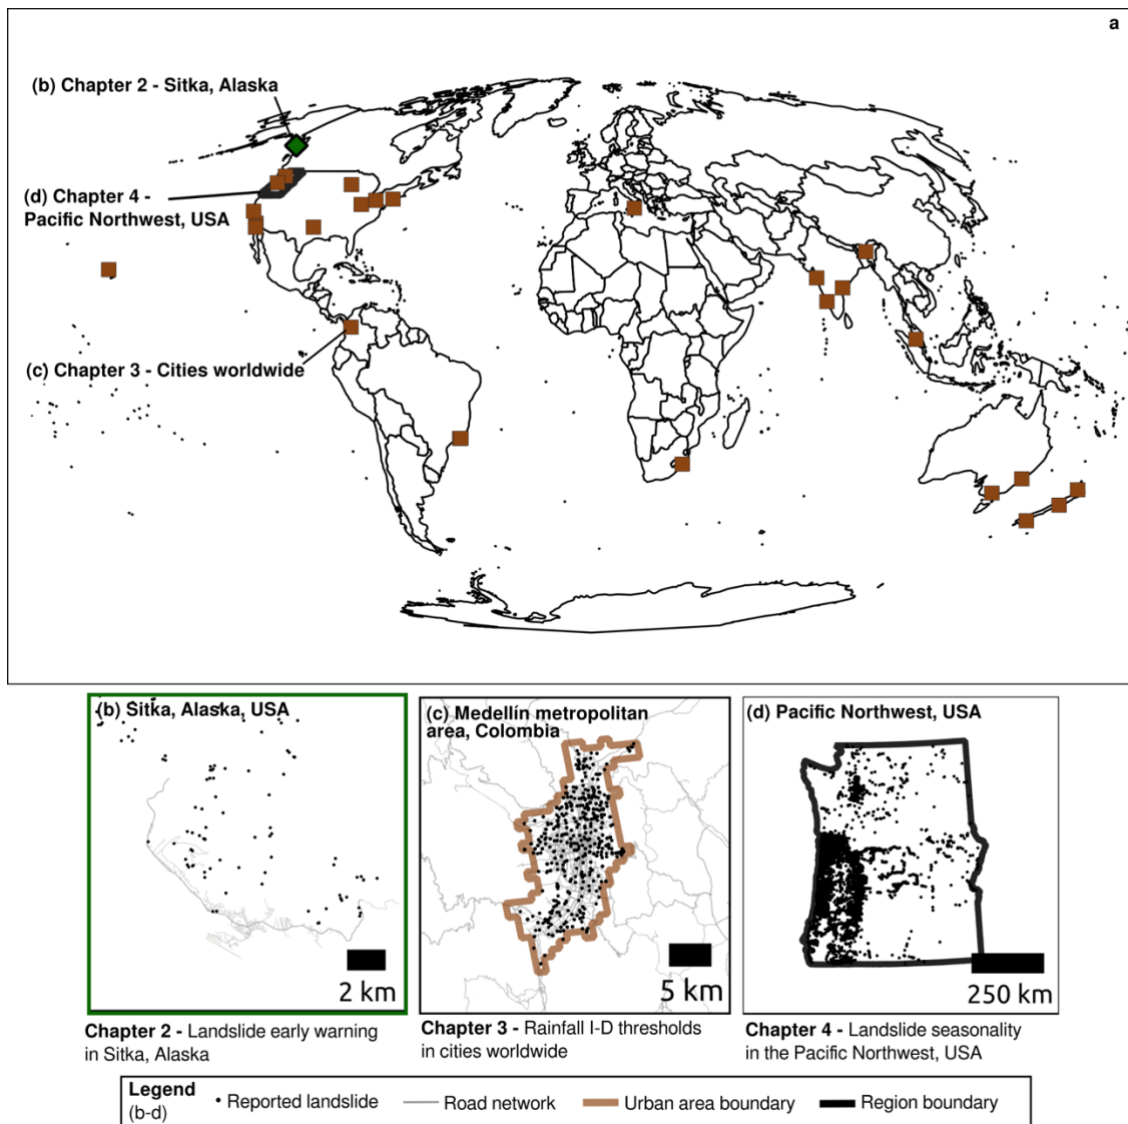 a
(b) Chapter 2 - Sitka, Alaska
(d) Chapter 4 -
Pacific Northwest, USA
(c) Chapter 3 - Cities worldwide
(b) Sitka, Alaska, USA
2 km
Chapter 2 - Landslide early warning
in Sitka, Alaska
(c) Medellín metropolitan
area, Colombia
5 km
Chapter 3 - Rainfall I-D thresholds
in cities worldwide
(d) Pacific Northwest, USA
250 km
Chapter 4 - Landslide seasonality
in the Pacific Northwest, USA
Legend
(b-d)
Reported landslide
Road network
Urban area boundary
Region boundary